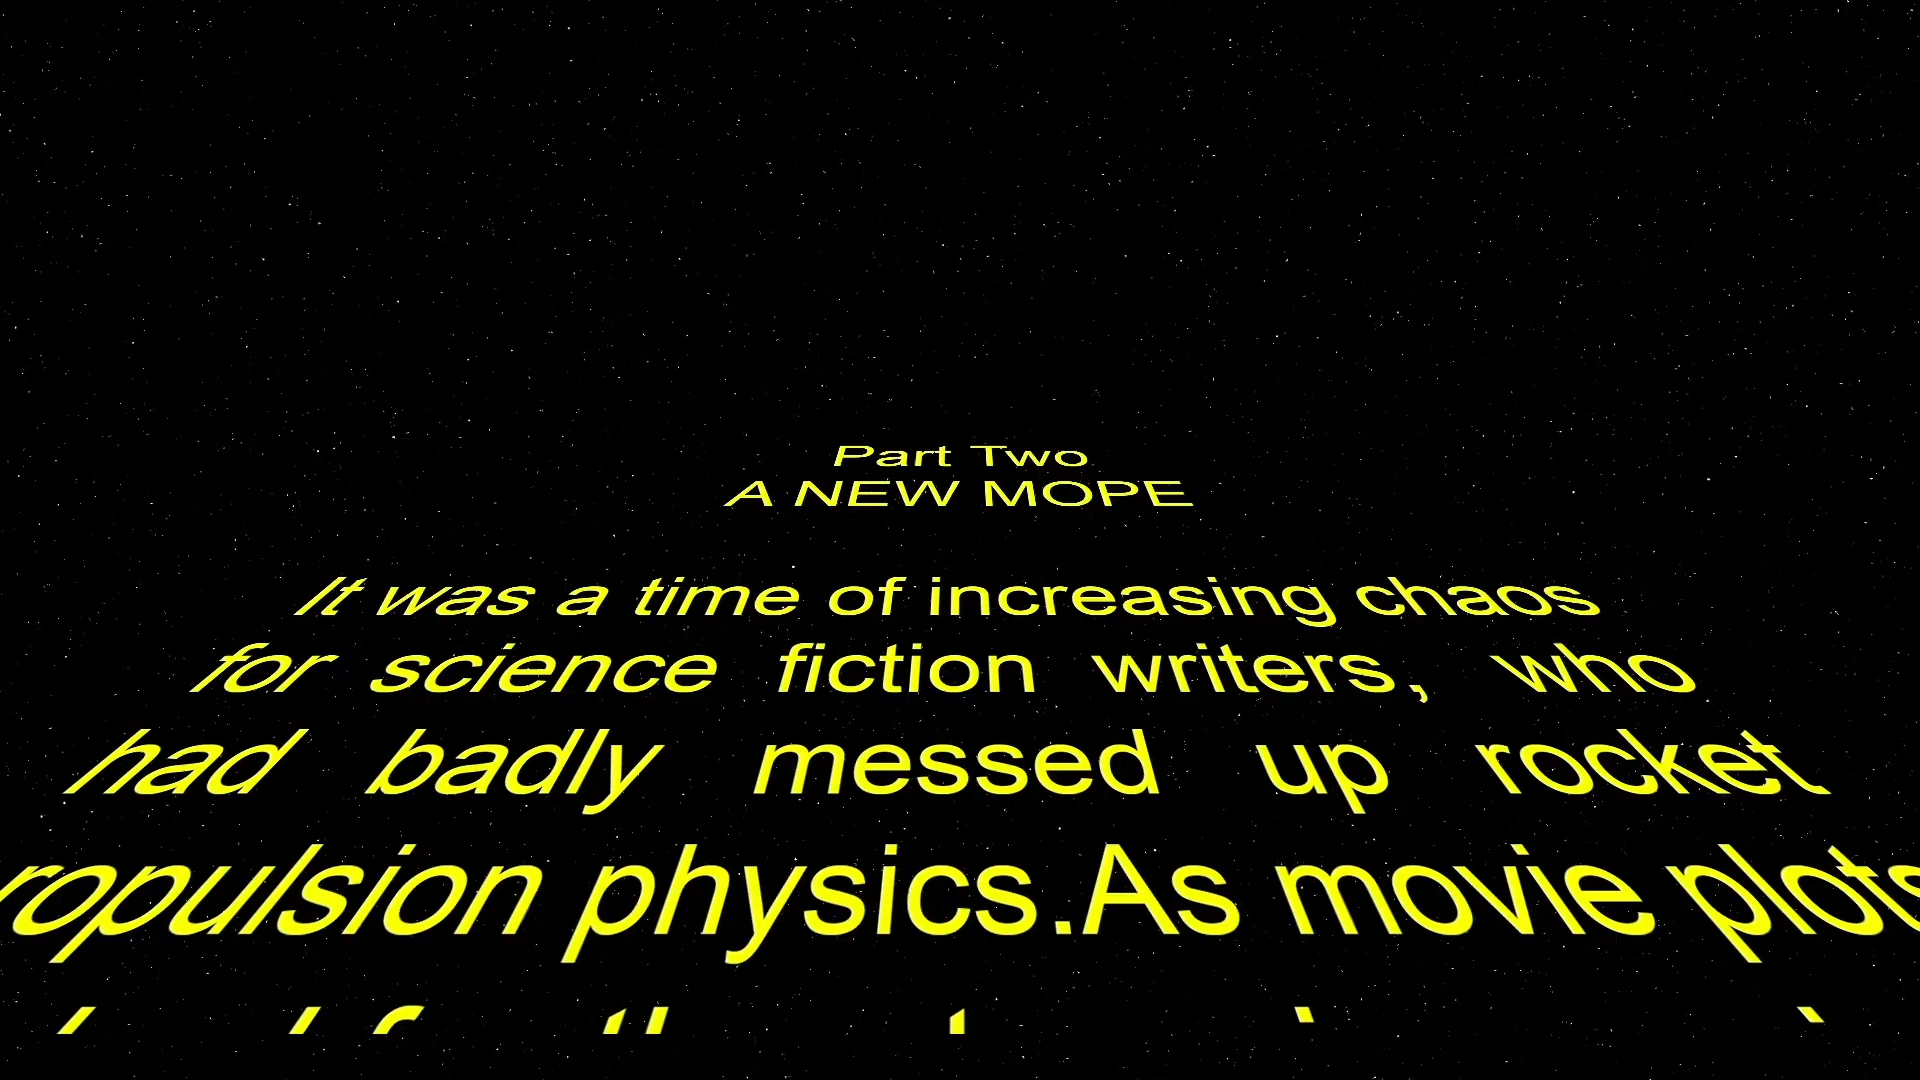 Part Two
A NEW MOPE
It was a time of increasing chaos
for science fiction writers, who
had badly messed up rocket
ropulsion physics.As movie plots